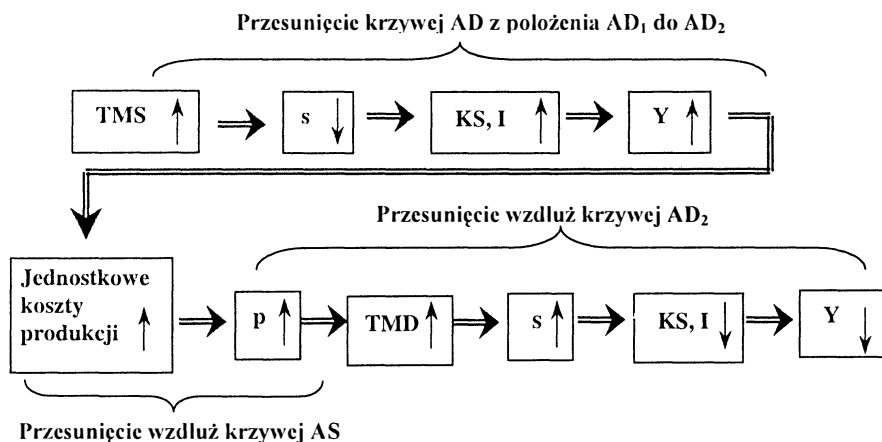 Przesunięcie krzywej AD z położenia AD₁ do AD₂
TMS
s
KS, I
Y
Przesunięcie wzdłuż krzywej AD₂
Jednostkowe
koszty
produkcji
p
TMD
s
KS, I
Y
Przesunięcie wzdłuż krzywej AS